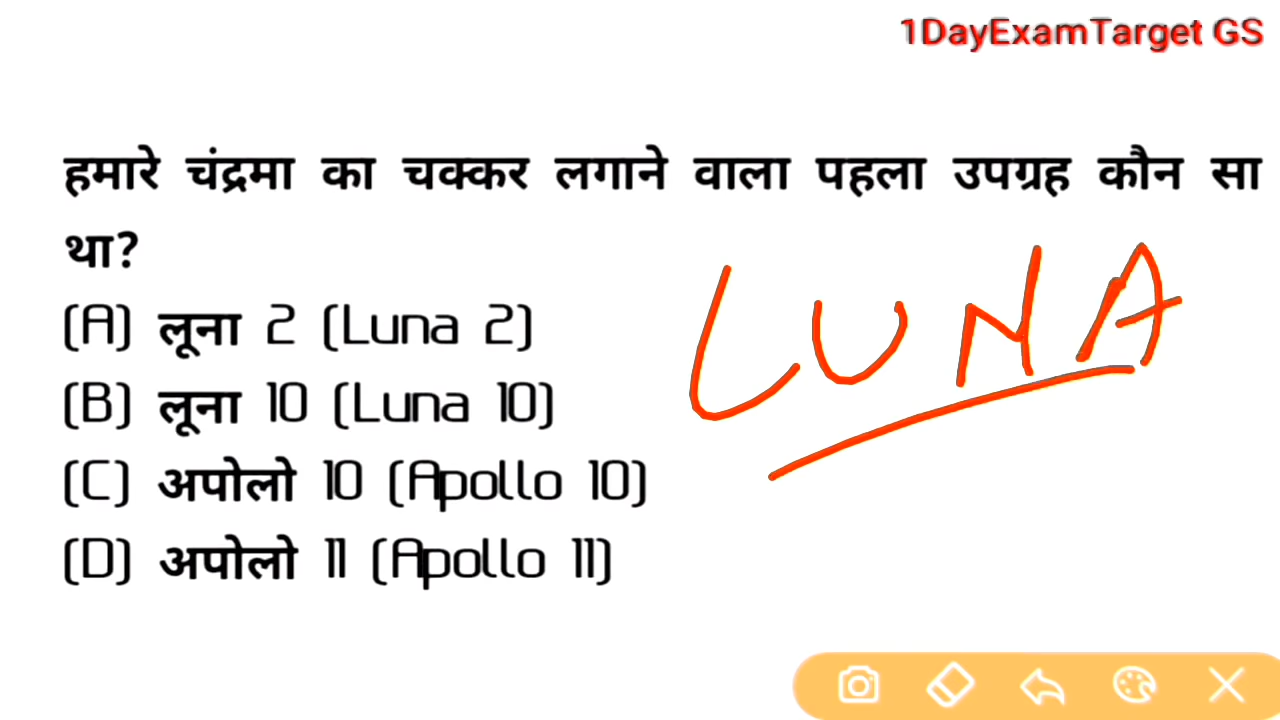 1DayExamTarget GS
हमारे चंद्रमा का चक्कर लगाने वाला पहला उपग्रह कौन सा
था?
(A) लूना 2 (Luna 2)
(B) लूना 10 (Luna 10)
(C) अपोलो 10 (Apollo 10)
(D) अपोलो 11 (Apollo 11)
LUNA